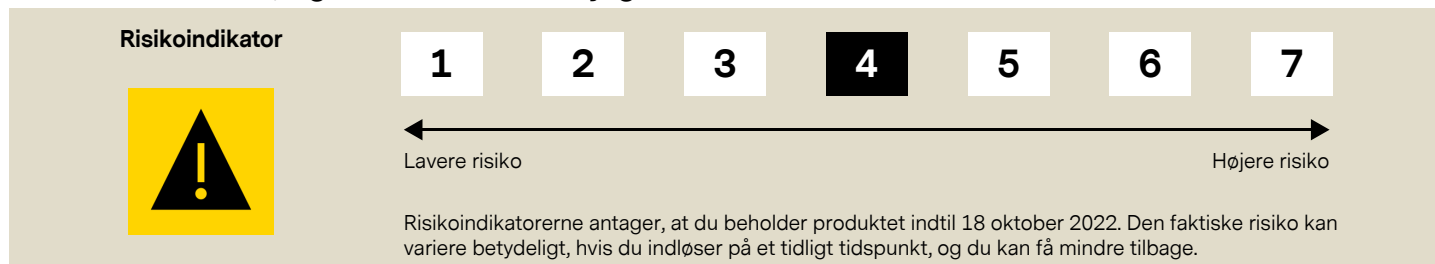 Risikoindikator
1 2 3 4 5 6 7
Lavere risiko Højere risiko
Risikoindikatorerne antager, at du beholder produktet indtil 18 oktober 2022. Den faktiske risiko kan
variere betydeligt, hvis du indløser på et tidligt tidspunkt, og du kan få mindre tilbage.